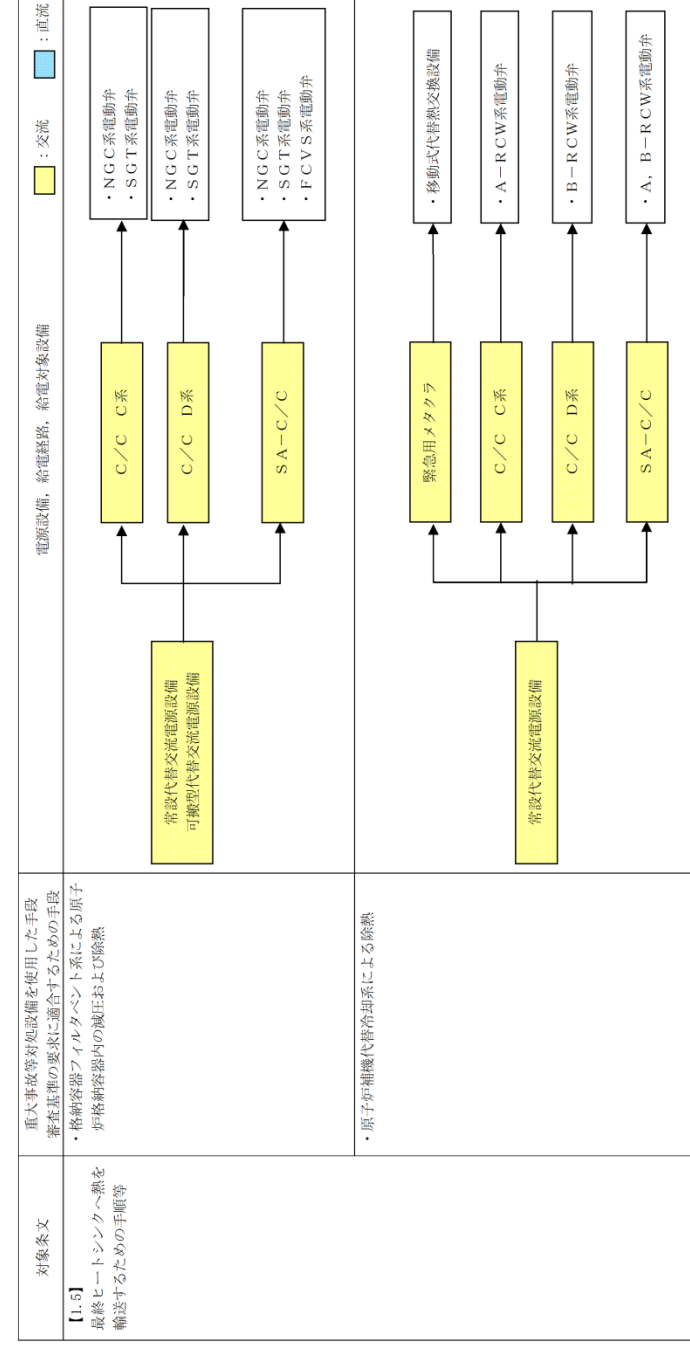 対象条文
重大事故等対処設備を使用した手段
審査基準の要求に適合するための手段
電源設備，給電経路，給電対象設備
：交流
：直流
【1.5】
最終ヒートシンクへ熱を
輸送するための手順等
・格納容器フィルタベント系による原子
炉格納容器内の減圧および除熱
常設代替交流電源設備
可搬型代替交流電源設備
Ｃ／Ｃ　Ｃ系
・ＮＧＣ系電動弁
・ＳＧＴ系電動弁
Ｃ／Ｃ　Ｄ系
・ＮＧＣ系電動弁
・ＳＧＴ系電動弁
ＳＡ－Ｃ／Ｃ
・ＮＧＣ系電動弁
・ＳＧＴ系電動弁
・ＦＣＶＳ系電動弁
・原子炉補機代替冷却系による除熱
常設代替交流電源設備
緊急用メタクラ
・移動式代替熱交換設備
Ｃ／Ｃ　Ｃ系
・Ａ－ＲＣＷ系電動弁
Ｃ／Ｃ　Ｄ系
・Ｂ－ＲＣＷ系電動弁
ＳＡ－Ｃ／Ｃ
・Ａ，Ｂ－ＲＣＷ系電動弁